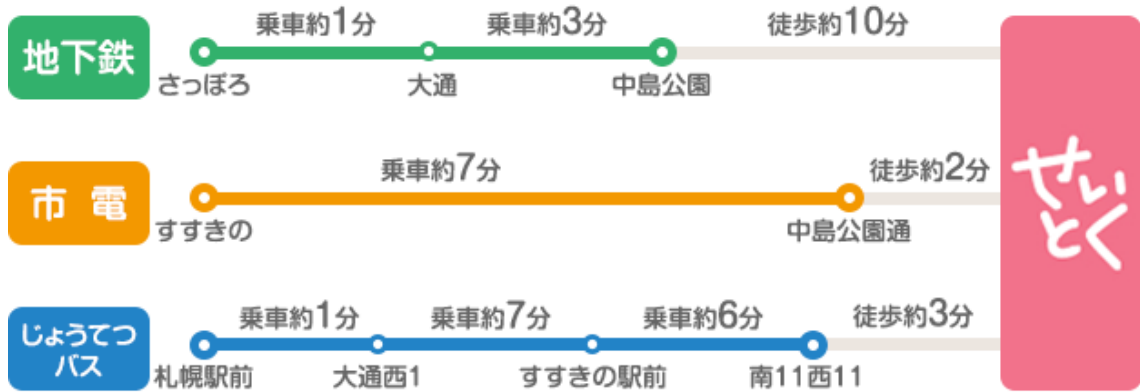 乗車約1分 乗車約3分 徒歩約10分
地下鉄
さっぽろ 大通 中島公園
乗車約7分 徒歩約2分
市電
すすきの 中島公園通
せい
とく
乗車約1分 乗車約7分 乗車約6分 徒歩約3分
じょうてつ
バス
札幌駅前 大通西1 すすきの駅前 南11西11